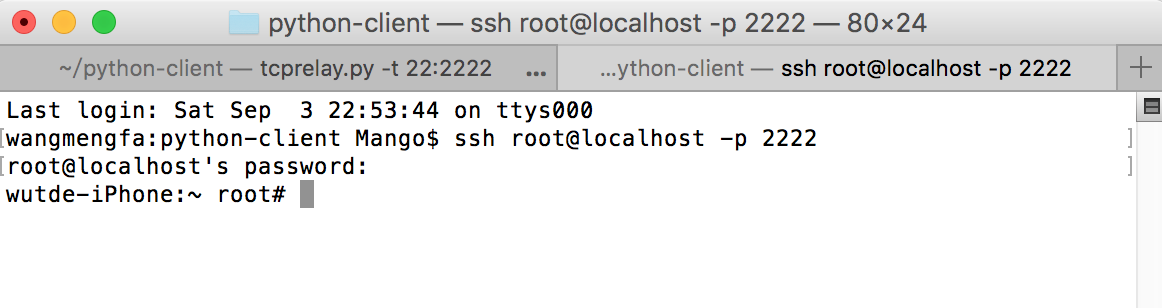 python-client — ssh root@localhost -p 2222 — 80×24
~/python-client — tcprelay.py -t 22:2222 ...
...ython-client — ssh root@localhost -p 2222 +
Last login: Sat Sep  3 22:53:44 on ttys000
[wangmengfa:python-client Mango$ ssh root@localhost -p 2222 ]
[root@localhost's password: ]
wutde-iPhone:~ root#